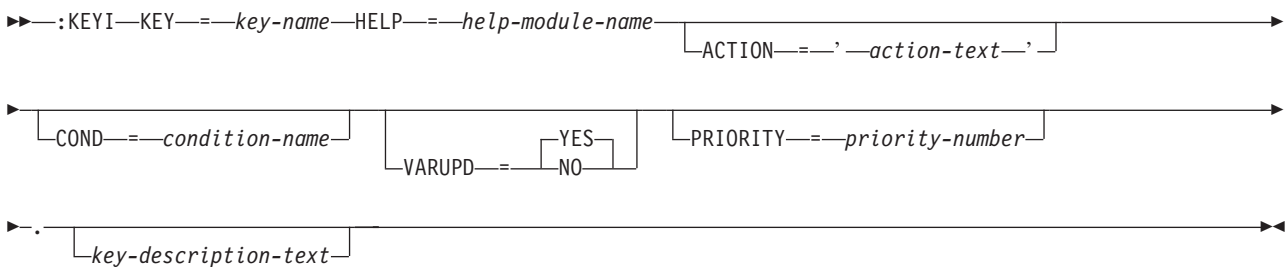 :KEYI KEY = key-name HELP = help-module-name
ACTION = ’ action-text ’
COND = condition-name
VARUPD = YES
NO
PRIORITY = priority-number
.
key-description-text